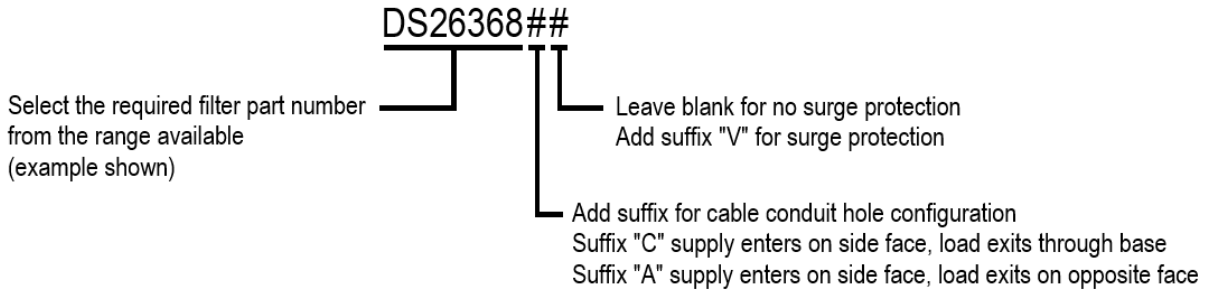 DS26368##
Select the required filter part number
from the range available
(example shown)
Leave blank for no surge protection
Add suffix "V" for surge protection
Add suffix for cable conduit hole configuration
Suffix "C" supply enters on side face, load exits through base
Suffix "A" supply enters on side face, load exits on opposite face